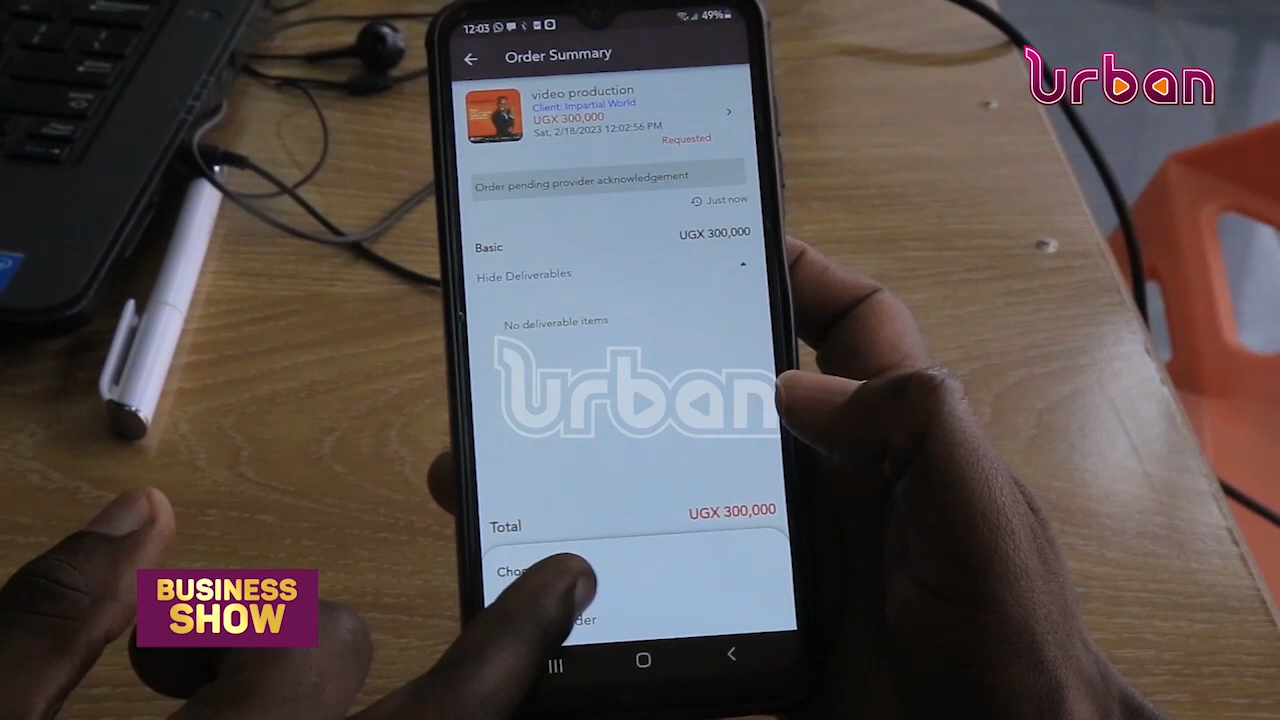 12:03
49%
Order Summary
video production
Client: Impartial World
UGX 300,000
Sat, 2/18/2023 12:02:56 PM
Requested
Order pending provider acknowledgement
Just now
Basic
UGX 300,000
Hide Deliverables
No deliverable items
Urban
Total
UGX 300,000
Urban
BUSINESS
SHOW